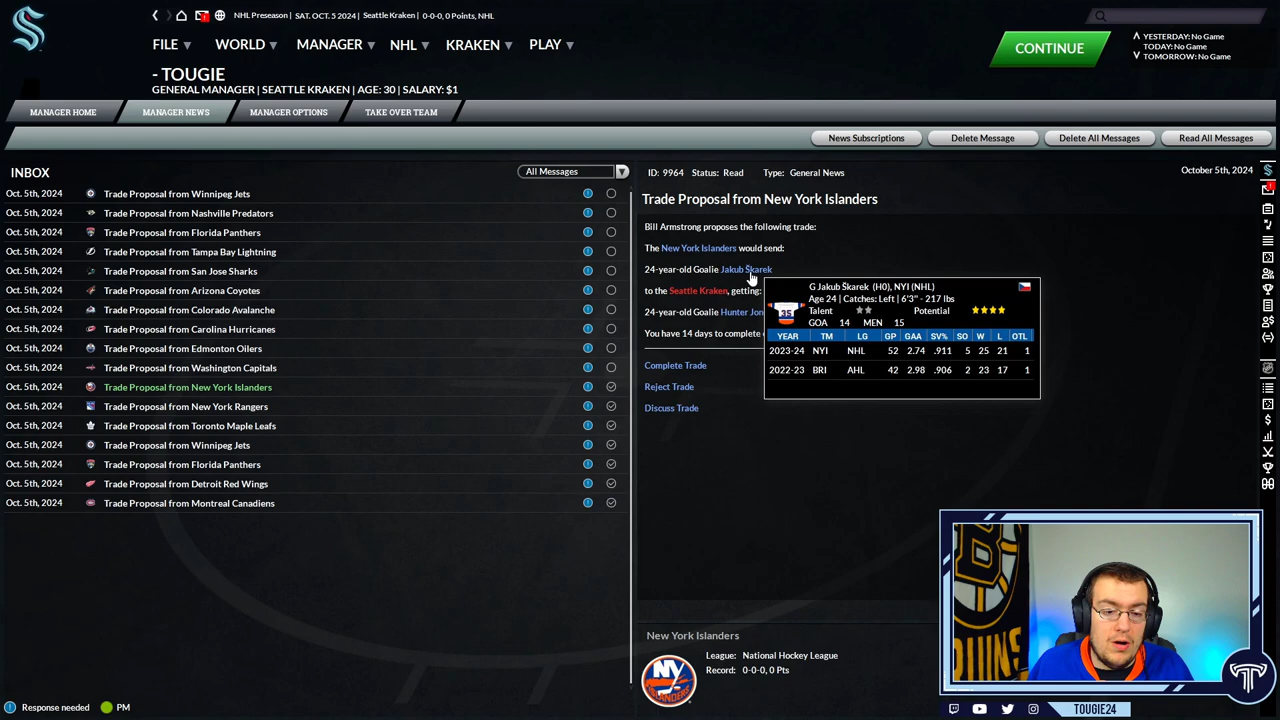 NHL Preseason | SAT. OCT. 5 2024 | Seattle Kraken | 0-0-0, 0 Points, NHL
FILE WORLD MANAGER NHL KRAKEN PLAY
CONTINUE
YESTERDAY: No Game
TODAY: No Game
TOMORROW: No Game
- TOUGIE
GENERAL MANAGER | SEATTLE KRAKEN | AGE: 30 | SALARY: $1
MANAGER HOME MANAGER NEWS MANAGER OPTIONS TAKE OVER TEAM
News Subscriptions Delete Message Delete All Messages Read All Messages
INBOX All Messages
Oct. 5th, 2024 Trade Proposal from Winnipeg Jets
Oct. 5th, 2024 Trade Proposal from Nashville Predators
Oct. 5th, 2024 Trade Proposal from Florida Panthers
Oct. 5th, 2024 Trade Proposal from Tampa Bay Lightning
Oct. 5th, 2024 Trade Proposal from San Jose Sharks
Oct. 5th, 2024 Trade Proposal from Arizona Coyotes
Oct. 5th, 2024 Trade Proposal from Colorado Avalanche
Oct. 5th, 2024 Trade Proposal from Carolina Hurricanes
Oct. 5th, 2024 Trade Proposal from Edmonton Oilers
Oct. 5th, 2024 Trade Proposal from Washington Capitals
Oct. 5th, 2024 Trade Proposal from New York Islanders
Oct. 5th, 2024 Trade Proposal from New York Rangers
Oct. 5th, 2024 Trade Proposal from Toronto Maple Leafs
Oct. 5th, 2024 Trade Proposal from Winnipeg Jets
Oct. 5th, 2024 Trade Proposal from Florida Panthers
Oct. 5th, 2024 Trade Proposal from Detroit Red Wings
Oct. 5th, 2024 Trade Proposal from Montreal Canadiens
Response needed PM
ID: 9964 Status: Read Type: General News October 5th, 2024
Trade Proposal from New York Islanders
Bill Armstrong proposes the following trade:
The New York Islanders would send:
24-year-old Goalie Jakub Škarek
to the Seattle Kraken, getting:
24-year-old Goalie Hunter Jon
You have 14 days to complete
Complete Trade
Reject Trade
Discuss Trade
G Jakub Škarek (H0), NYI (NHL)
Age 24 | Catches: Left | 6'3" - 217 lbs
Talent Potential
GOA 14 MEN 15
35
YEAR TM LG GP GAA SV% SO W L OTL
2023-24 NYI NHL 52 2.74 .911 5 25 21 1
2022-23 BRI AHL 42 2.98 .906 2 23 17 1
New York Islanders
League: National Hockey League
Record: 0-0-0, 0 Pts
NY
ISLANDERS
B
TOUGIE24